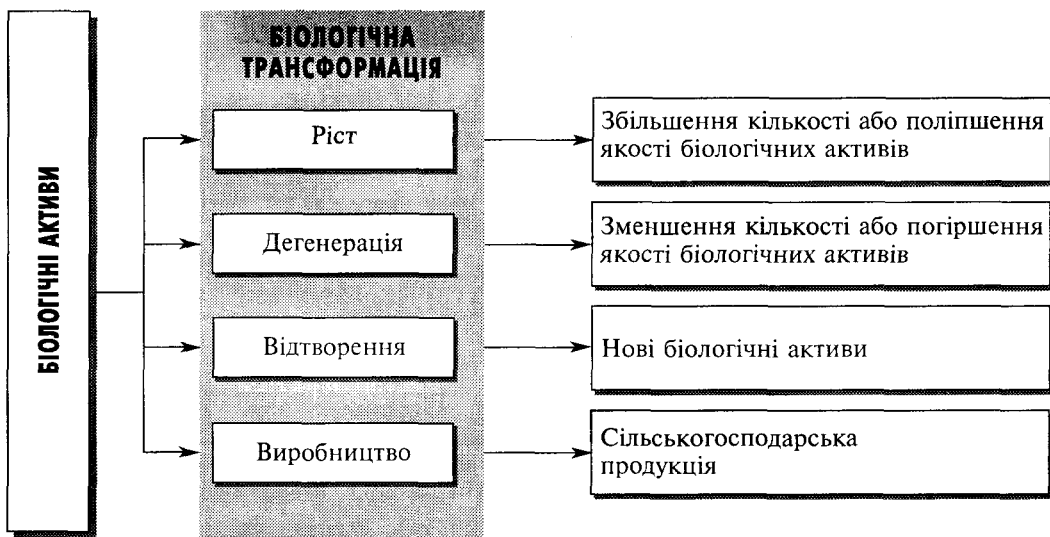 БІОЛОГІЧНІ АКТИВИ
БІОЛОГІЧНА
ТРАНСФОРМАЦІЯ
Ріст
Збільшення кількості або поліпшення
якості біологічних активів
Дегенерація
Зменшення кількості або погіршення
якості біологічних активів
Відтворення
Нові біологічні активи
Виробництво
Сільськогосподарська
продукція